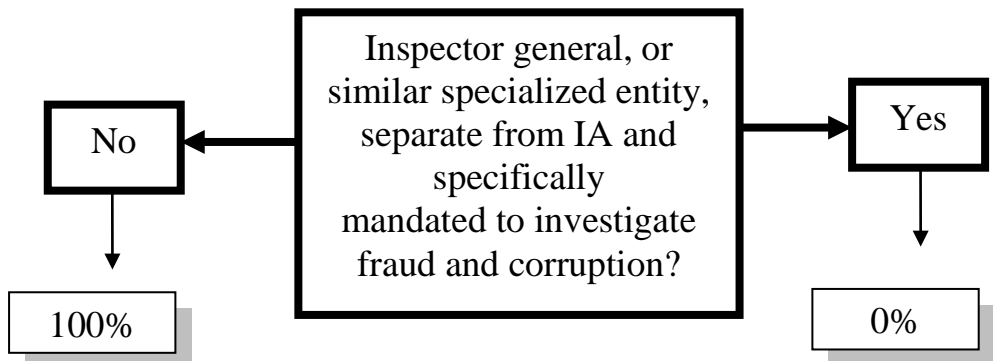 Inspector general, or
similar specialized entity,
separate from IA and
specifically
mandated to investigate
fraud and corruption?
No
Yes
100%
0%